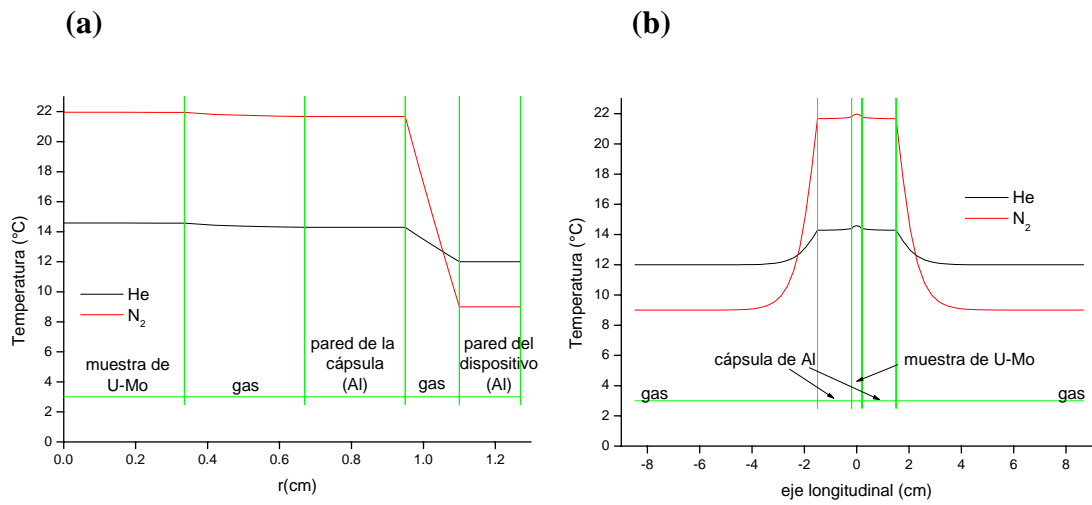 (a)
(b)
Temperatura (°C)
22
20
18
16
14
12
10
8
6
4
2
0
He
N2
muestra de
U-Mo
gas
pared de la
cápsula
(Al)
gas
pared del
dispositivo
(Al)
0.0 0.2 0.4 0.6 0.8 1.0 1.2
r(cm)
Temperatura (°C)
22
20
18
16
14
12
10
8
6
4
2
0
He
N2
cápsula de Al
muestra de U-Mo
gas
gas
-8 -6 -4 -2 0 2 4 6 8
eje longitudinal (cm)